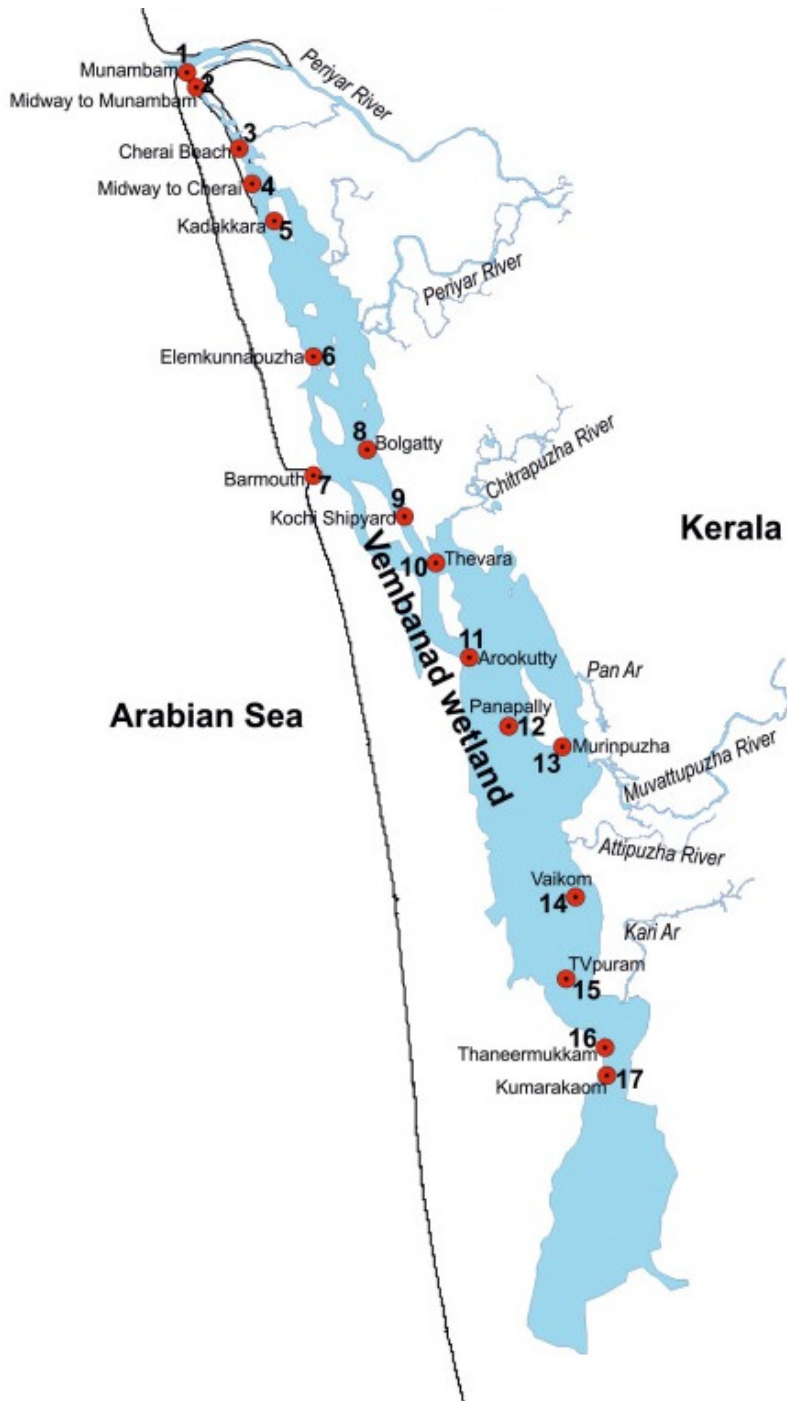 1
Munambam
2
Midway to Munambam
Periyar River
3
Cherai Beach
Midway to Cherai
4
Kadakkara
5
Periyar River
Elemkunnapuzha
6
8
Bolgatty
Chitrapuzha River
Barmouth
7
9
Kochi Shipyard
Kerala
10
Thevara
Vembanad wetland
11
Arookutty
Pan Ar
Arabian Sea
Panapally
12
13
Murinpuzha
Muvattupuzha River
Attipuzha River
Vaikom
14
Kari Ar
TVpuram
15
16
Thaneermukkam
Kumarakaom
17